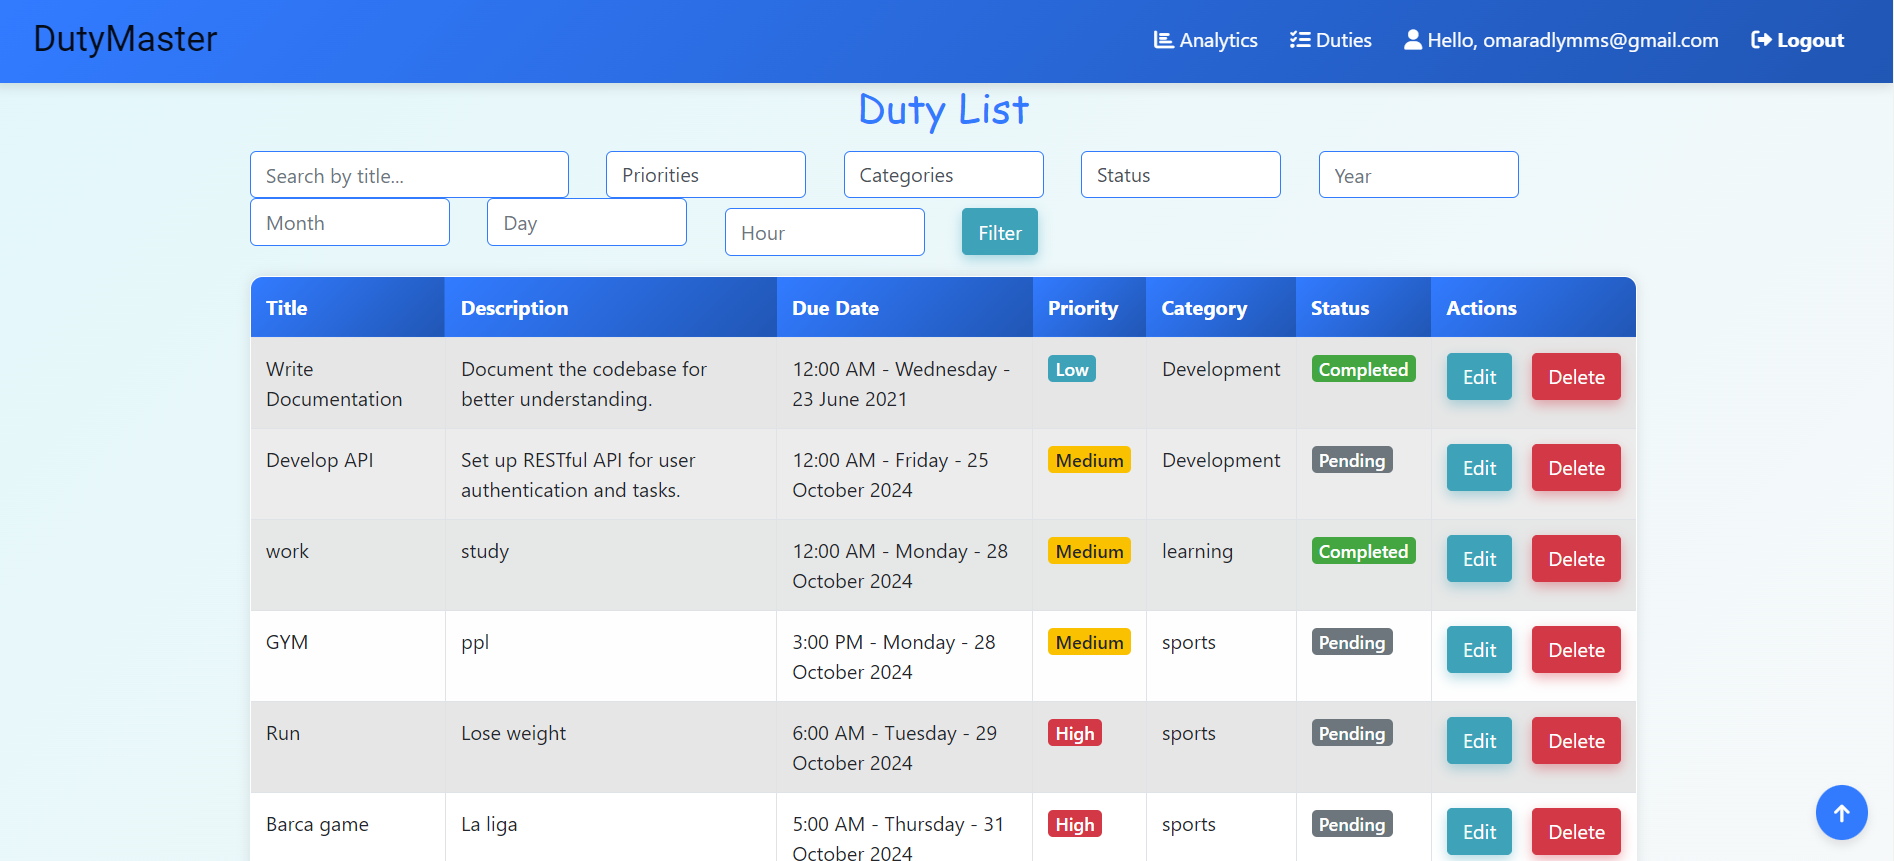 DutyMaster
Analytics Duties Hello, omaradlymms@gmail.com Logout
Duty List
Search by title... Priorities Categories Status Year
Month Day Hour Filter
Title Description Due Date Priority Category Status Actions
Write Document the codebase for 12:00 AM - Wednesday - Low Development Completed Edit Delete
Documentation better understanding. 23 June 2021
Develop API Set up RESTful API for user 12:00 AM - Friday - 25 Medium Development Pending Edit Delete
authentication and tasks. October 2024
work study 12:00 AM - Monday - 28 Medium learning Completed Edit Delete
October 2024
GYM ppl 3:00 PM - Monday - 28 Medium sports Pending Edit Delete
October 2024
Run Lose weight 6:00 AM - Tuesday - 29 High sports Pending Edit Delete
October 2024
Barca game La liga 5:00 AM - Thursday - 31 High sports Pending Edit Delete
October 2024